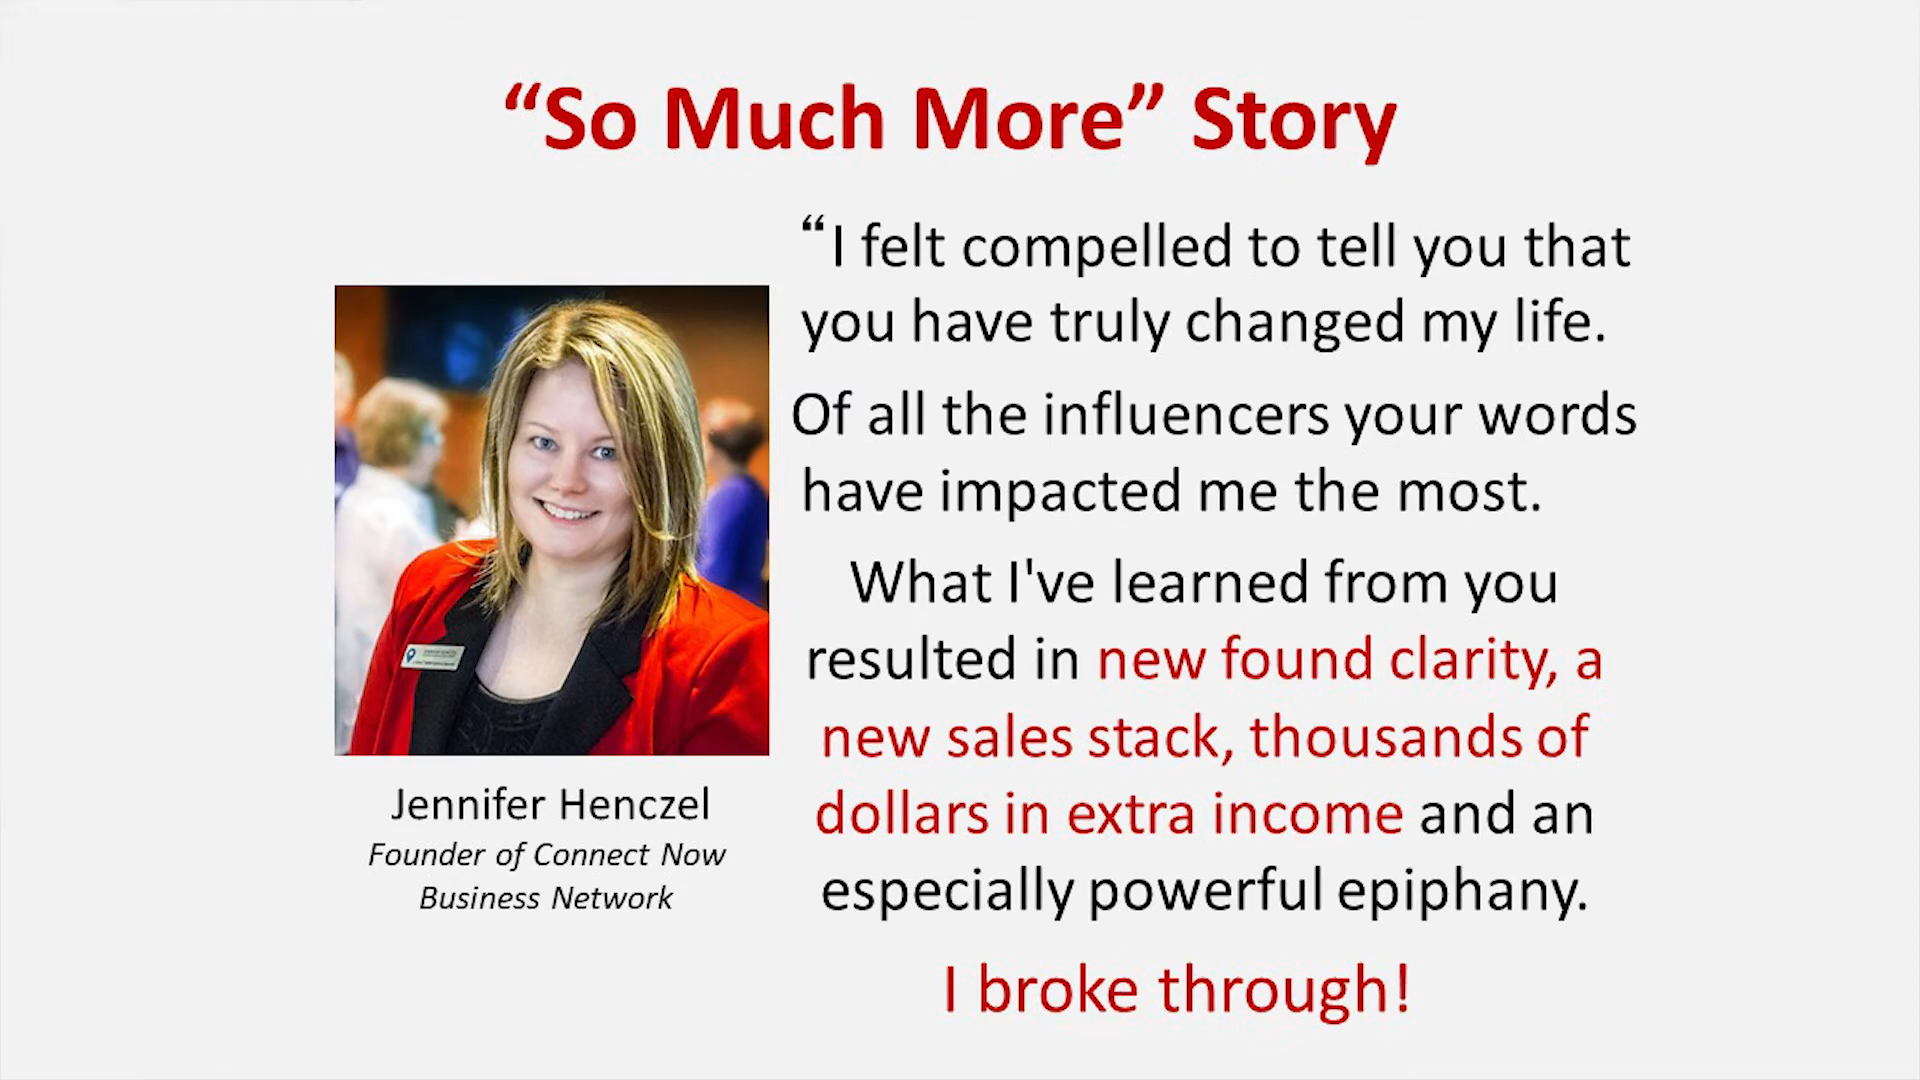 “So Much More” Story
“I felt compelled to tell you that
you have truly changed my life.
Of all the influencers your words
have impacted me the most.
What I've learned from you
resulted in new found clarity, a
new sales stack, thousands of
dollars in extra income and an
especially powerful epiphany.
I broke through!
Jennifer Henczel
Founder of Connect Now
Business Network